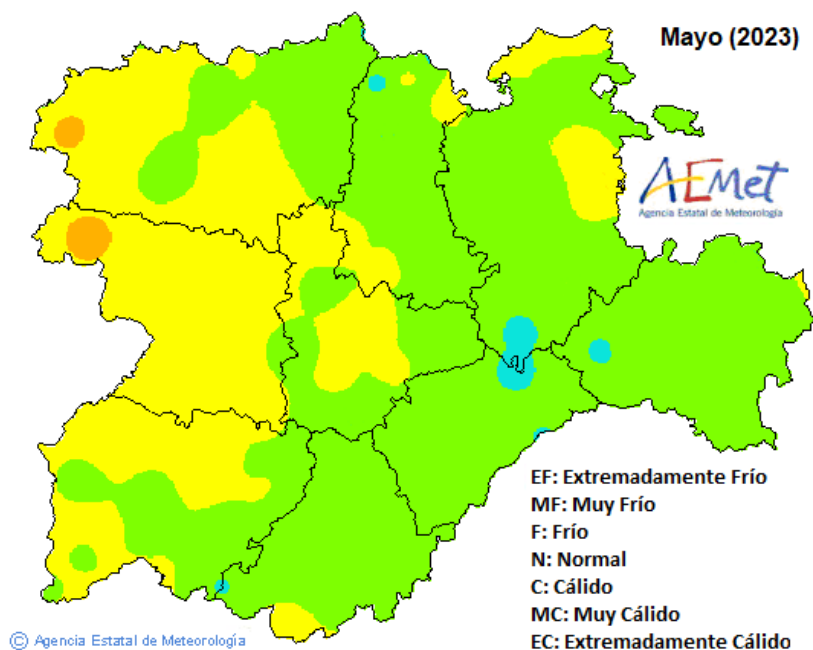 Mayo (2023)
AEMet
Agencia Estatal de Meteorología
EF: Extremadamente Frío
MF: Muy Frío
F: Frío
N: Normal
C: Cálido
MC: Muy Cálido
EC: Extremadamente Cálido
© Agencia Estatal de Meteorología